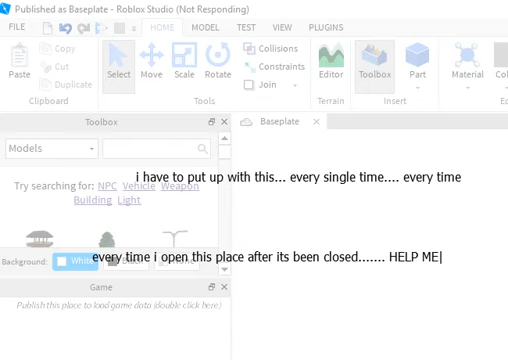 Published as Baseplate - Roblox Studio (Not Responding)
FILE HOME MODEL TEST VIEW PLUGINS
Paste Copy Cut Duplicate Select Move Scale Rotate Collisions Constraints Join Editor Toolbox Part Material
Clipboard Tools Terrain Insert
Toolbox Baseplate
Models
i have to put up with this... every single time.... every time
Try searching for: NPC Vehicle Weapon
Building Light
every time i open this place after its been closed....... HELP ME
Background: White Black
Game
Publish this place to load game data (double click here)